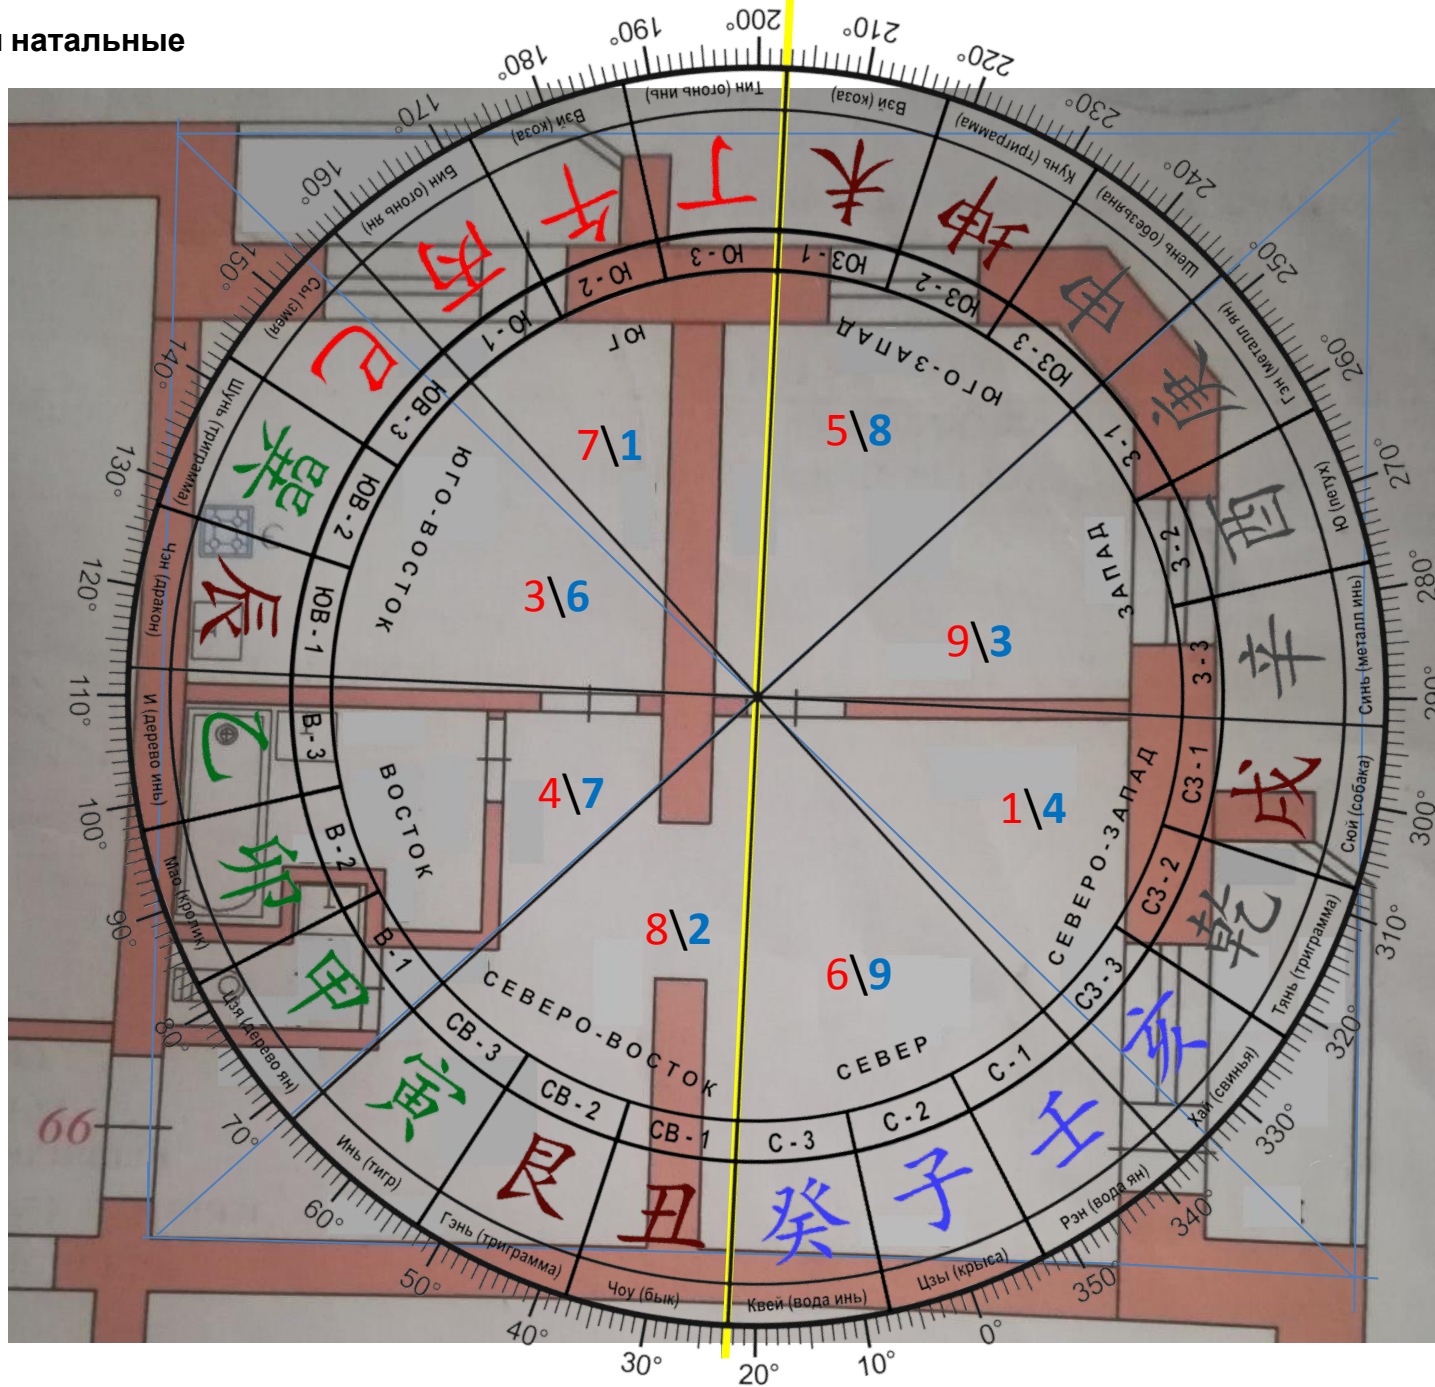 натальные
200°
210°
220°
230°
240°
250°
260°
270°
280°
290°
300°
310°
320°
330°
340°
350°
0°
10°
20°
30°
40°
50°
60°
70°
80°
90°
100°
110°
120°
130°
140°
150°
160°
170°
180°
190°
Тин (огонь инь)
Вэй (коза)
Кунь (триграмма)
Шень (обезьяна)
Гэн (металл ян)
Ю (петух)
Синь (металл инь)
Сюй (собака)
Тянь (триграмма)
Хай (свинья)
Рэн (вода ян)
Цзы (крыса)
Квей (вода инь)
Чоу (бык)
Гэнь (триграмма)
Инь (тигр)
Цзя (дерево ян)
Мао (кролик)
И (дерево инь)
Чэн (дракон)
Шунь (триграмма)
Сы (змея)
Бин (огонь ян)
Вэй (коза)
丁
未
坤
申
庚
酉
辛
戌
乾
亥
壬
子
癸
丑
艮
寅
甲
卯
乙
辰
巽
巳
丙
午
Ю - 3
ЮЗ - 1
ЮЗ - 2
ЮЗ - 3
З - 1
З - 2
З - 3
СЗ - 1
СЗ - 2
СЗ - 3
С - 1
С - 2
С - 3
СВ - 1
СВ - 2
СВ - 3
В - 1
В - 2
В - 3
ЮВ - 1
ЮВ - 2
ЮВ - 3
Ю - 1
Ю - 2
ЮГ
ЮГО-ЗАПАД
ЗАПАД
СЕВЕРО-ЗАПАД
СЕВЕР
СЕВЕРО-ВОСТОК
ВОСТОК
ЮГО-ВОСТОК
7\1
5\8
3\6
9\3
4\7
1\4
8\2
6\9
66